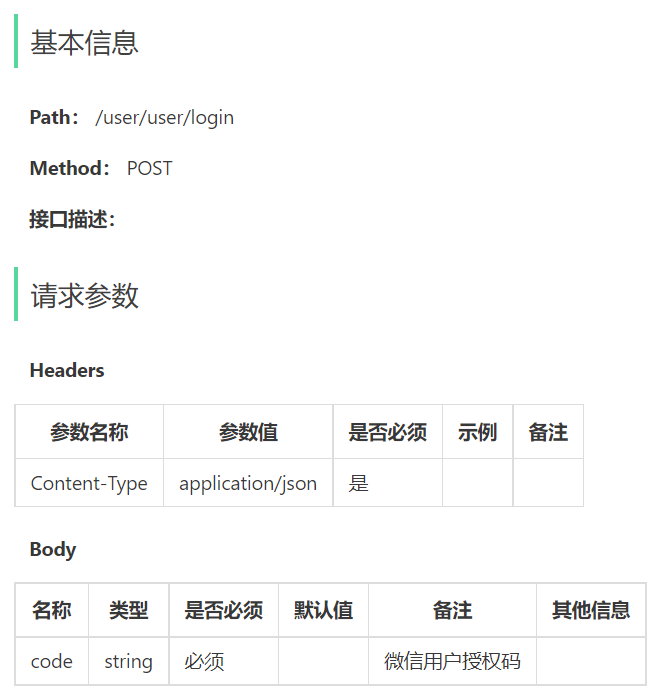 基本信息
Path： /user/user/login
Method： POST
接口描述：
请求参数
Headers
参数名称 参数值 是否必须 示例 备注
Content-Type application/json 是
Body
名称 类型 是否必须 默认值 备注 其他信息
code string 必须 微信用户授权码